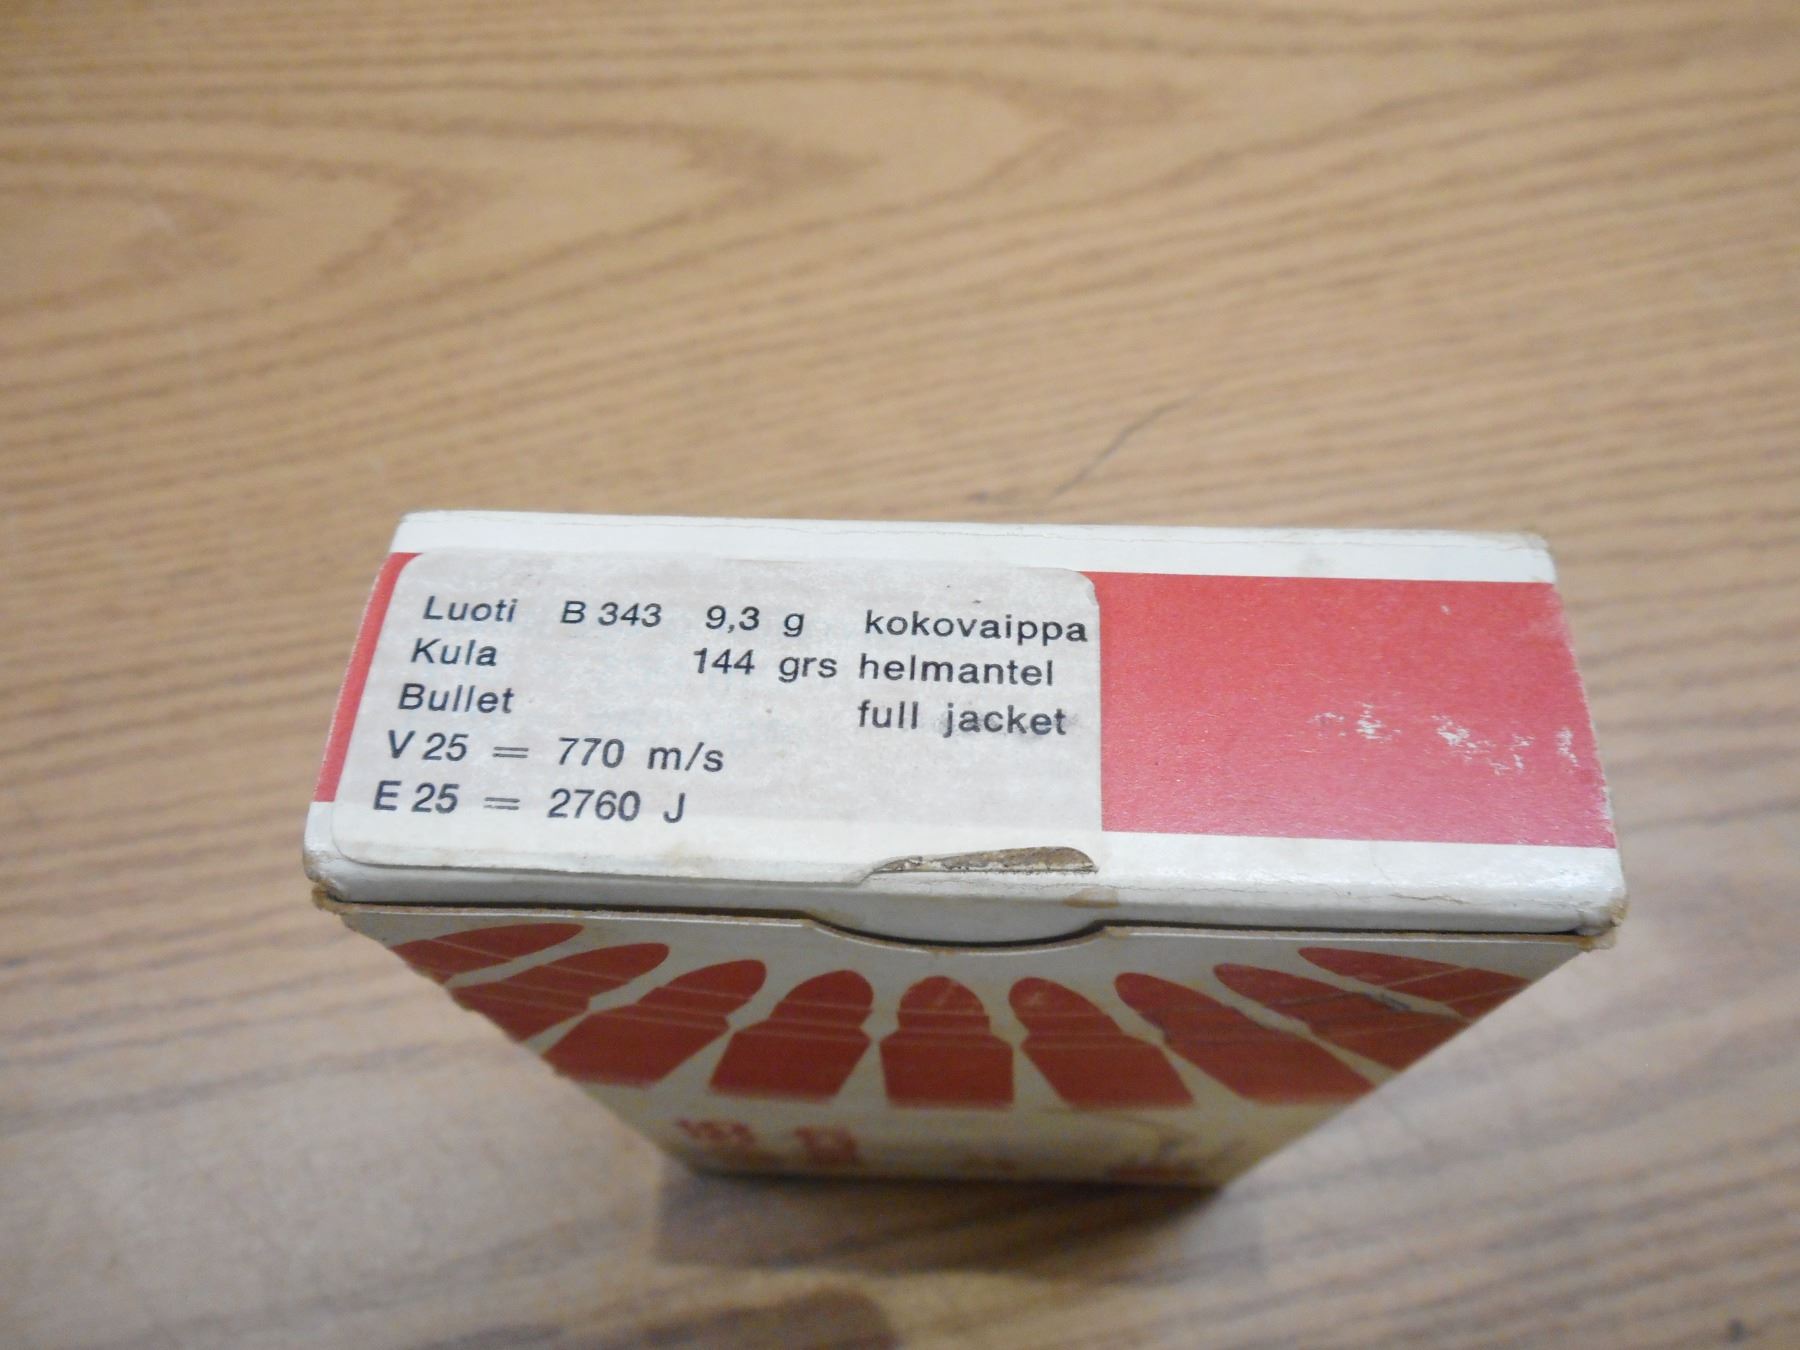 Luoti B 343 9,3 g kokovaippa
Kula 144 grs helmantel
Bullet full jacket
V 25 = 770 m/s
E 25 = 2760 J